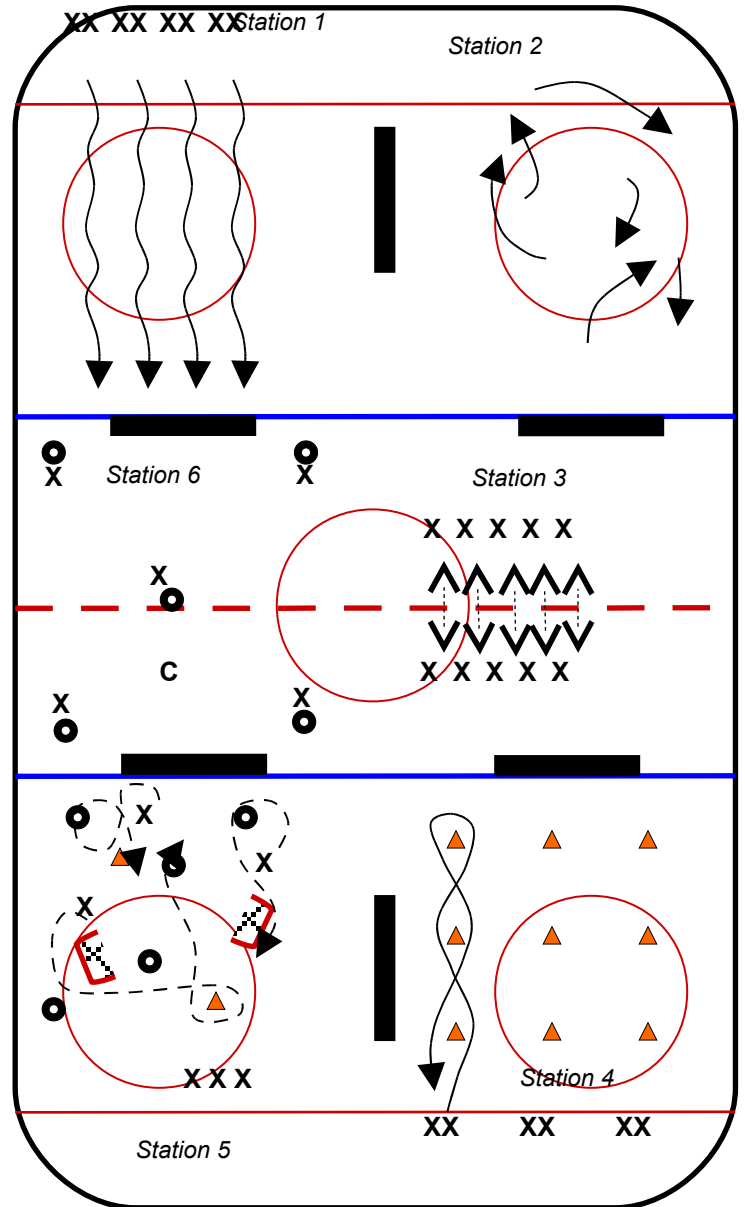 XX XX XX XX Station 1
Station 2
X Station 6 X Station 3
X X X X X
X
C X X X X X
X X
X
X
X
X X X
Station 4
XX XX XX
Station 5